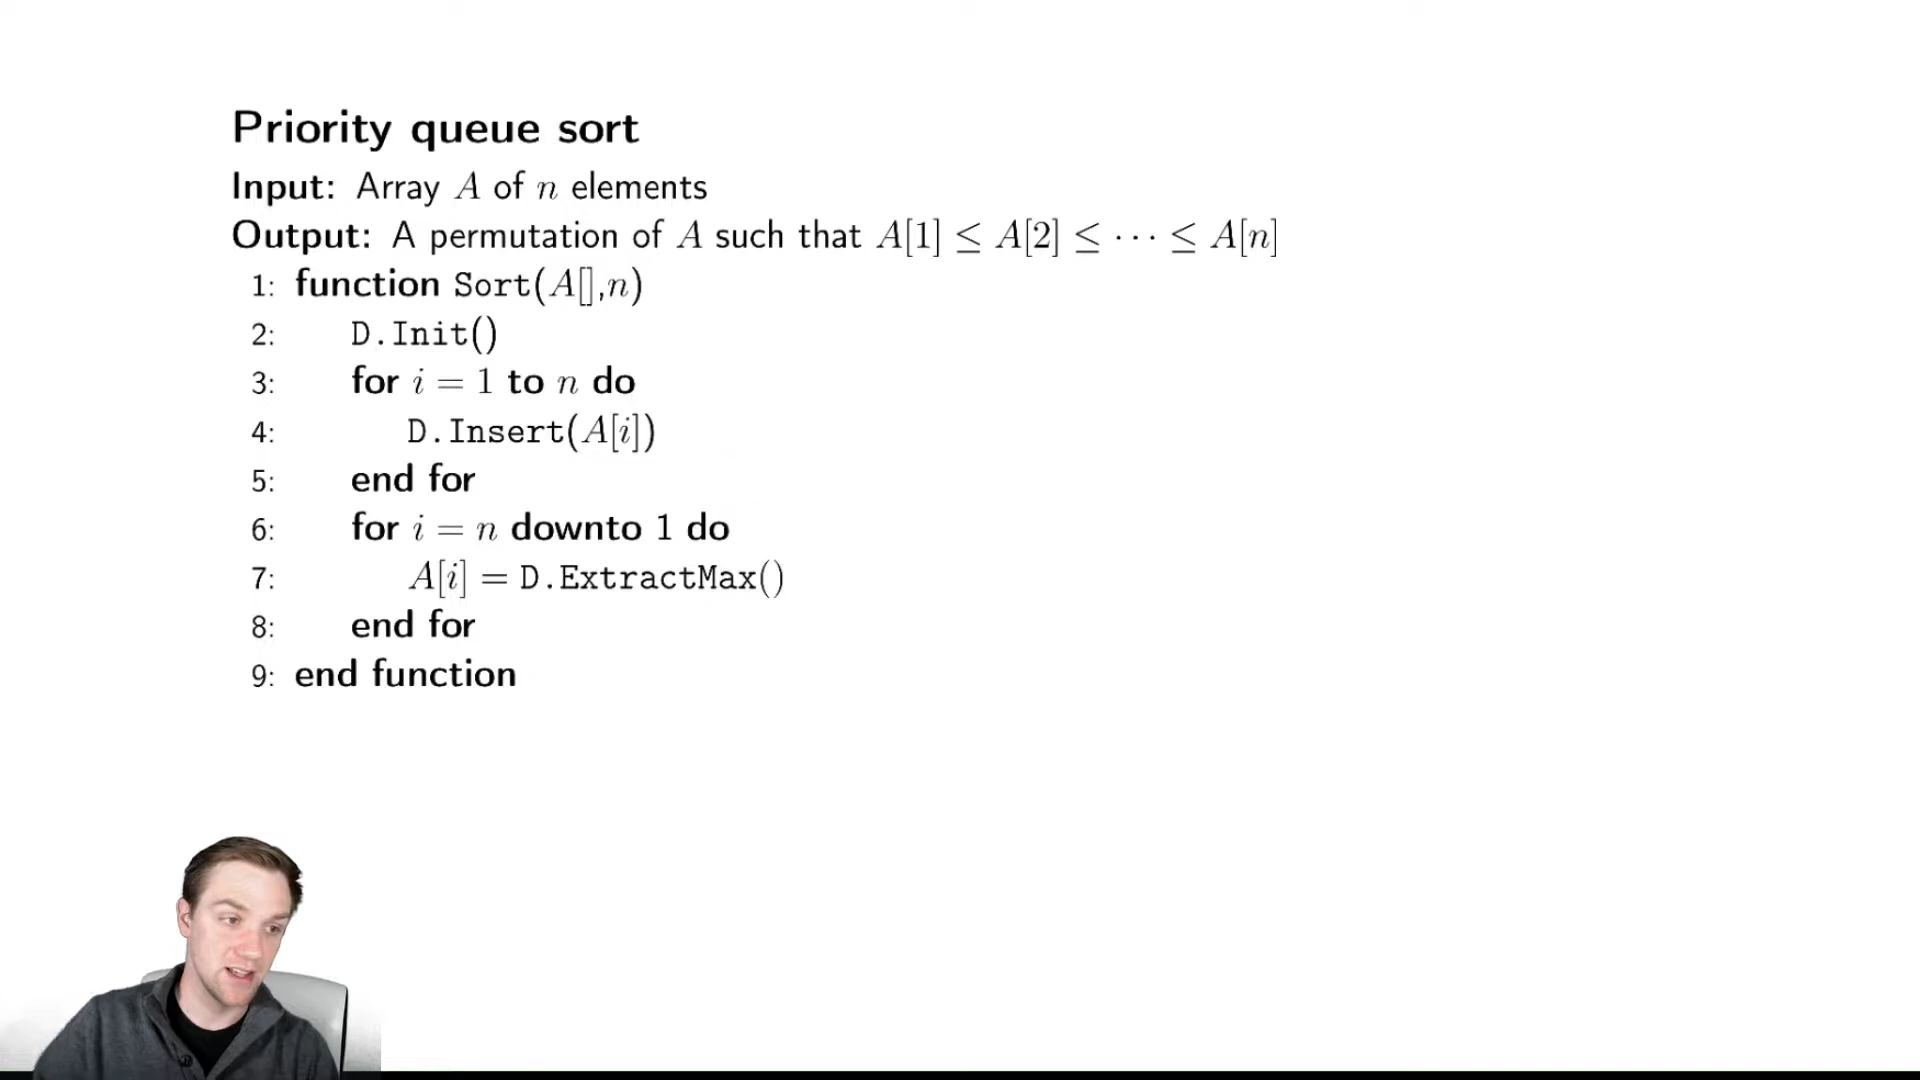 Priority queue sort
Input: Array A of n elements
Output: A permutation of A such that A[1] ≤ A[2] ≤ ··· ≤ A[n]
1: function Sort(A[],n)
2: D.Init()
3: for i = 1 to n do
4: D.Insert(A[i])
5: end for
6: for i = n downto 1 do
7: A[i] = D.ExtractMax()
8: end for
9: end function